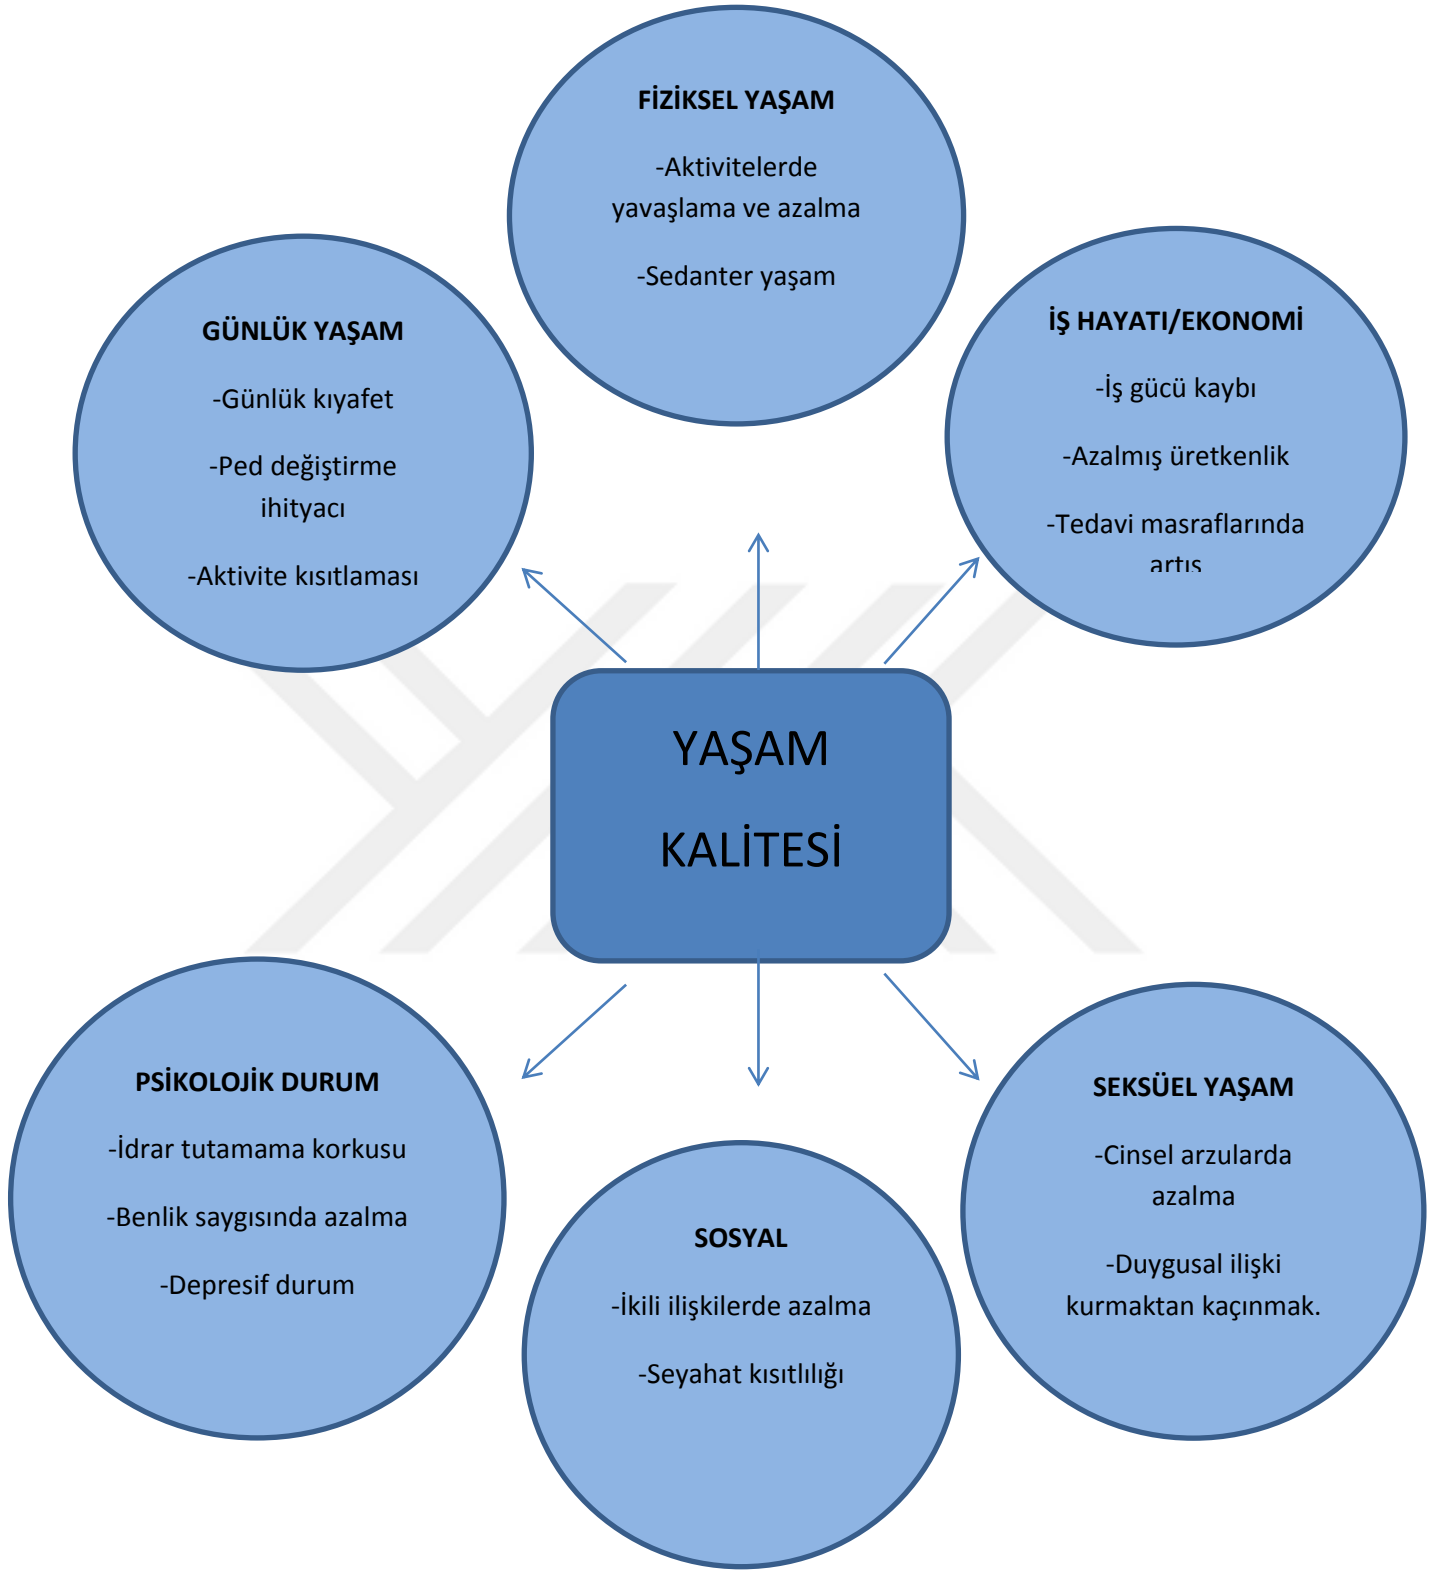 FİZİKSEL YAŞAM
-Aktivitelerde
yavaşlama ve azalma
-Sedanter yaşam
GÜNLÜK YAŞAM
-Günlük kıyafet
-Ped değiştirme
ihityacı
-Aktivite kısıtlaması
İŞ HAYATI/EKONOMİ
-İş gücü kaybı
-Azalmış üretkenlik
-Tedavi masraflarında
artış
YAŞAM
KALİTESİ
PSİKOLOJİK DURUM
-İdrar tutamama korkusu
-Benlik saygısında azalma
-Depresif durum
SOSYAL
-İkili ilişkilerde azalma
-Seyahat kısıtlılığı
SEKSÜEL YAŞAM
-Cinsel arzularda
azalma
-Duygusal ilişki
kurmaktan kaçınmak.